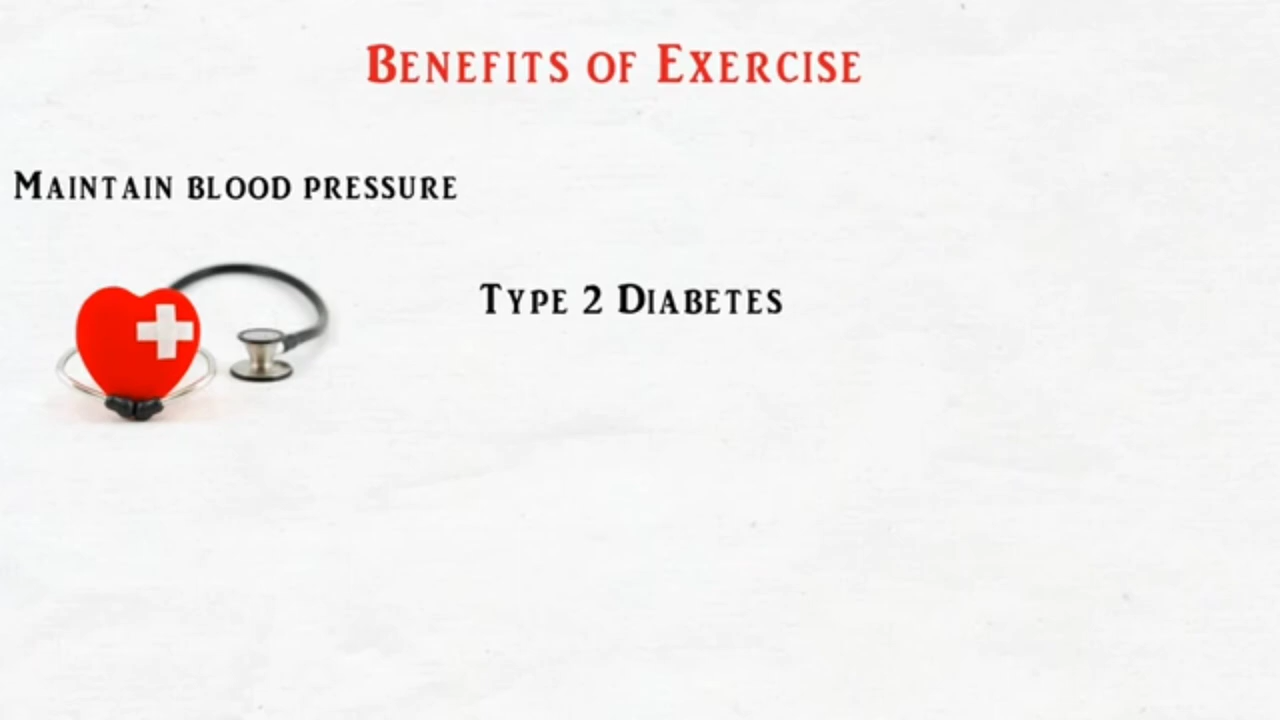 Benefits of Exercise
Maintain blood pressure
Type 2 Diabetes